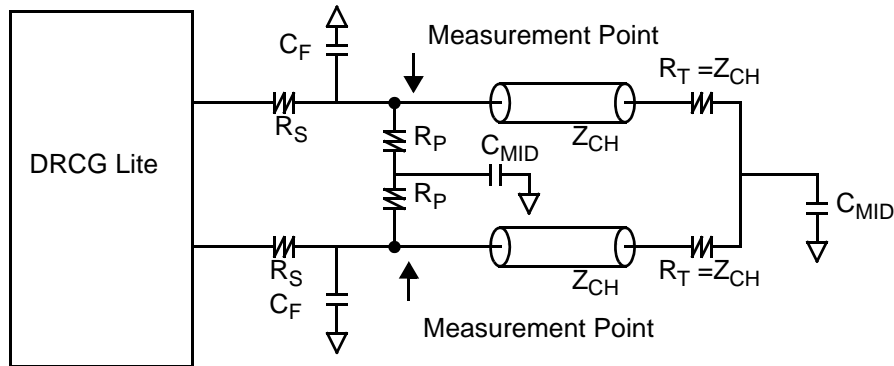 C_F
Measurement Point
R_T =Z_CH
R_S
Z_CH
R_P
C_MID
DRCG Lite
R_P
C_MID
R_S
Z_CH
R_T =Z_CH
C_F
Measurement Point